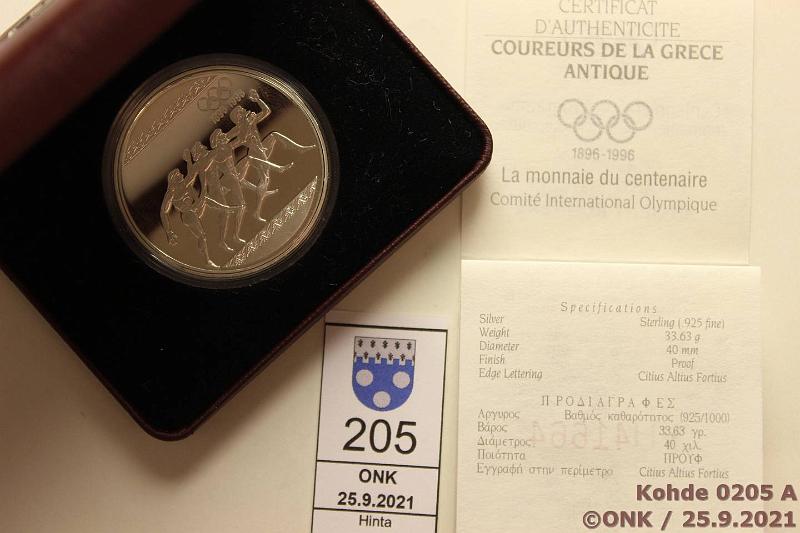 CERTIFICAT
D'AUTHENTICITÉ
COUREURS DE LA GRECE
ANTIQUE
1896-1996
La monnaie du centenaire
Comité International Olympique
Specifications
Silver Sterling (.925 fine)
Weight 33.63 g
Diameter 40 mm
Finish Proof
Edge Lettering Citius Altius Fortius
ΠΡΟΔΙΑΓΡΑΦΕΣ
Αργυρος Βαθμός καθαρότητος (925/1000)
Βάρος 33,63 γρ.
Διάμετρος 40 χιλ.
Ποιότητα ΠΡΟΥΦ
Εγγραφή στην περίμετρο Citius Altius Fortius
205
ONK
25.9.2021
Hinta
Kohde 0205 A
©ONK / 25.9.2021